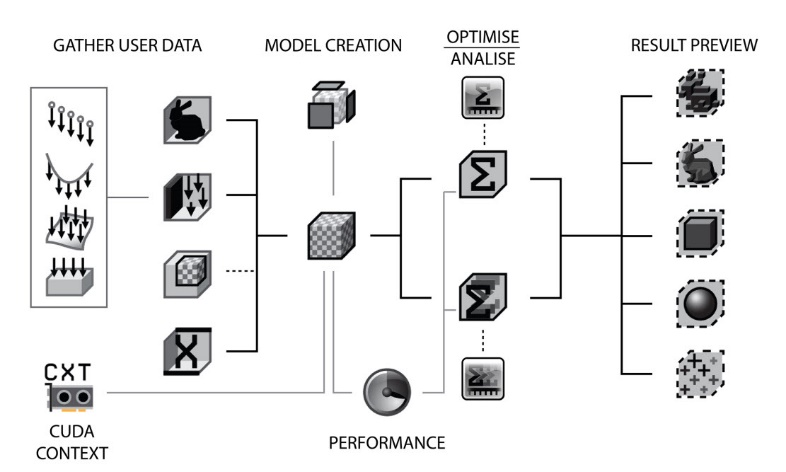 GATHER USER DATA
MODEL CREATION
OPTIMISE
ANALISE
RESULT PREVIEW
Σ
Σ
X
Σ
Σ
CXT
CUDA
CONTEXT
PERFORMANCE